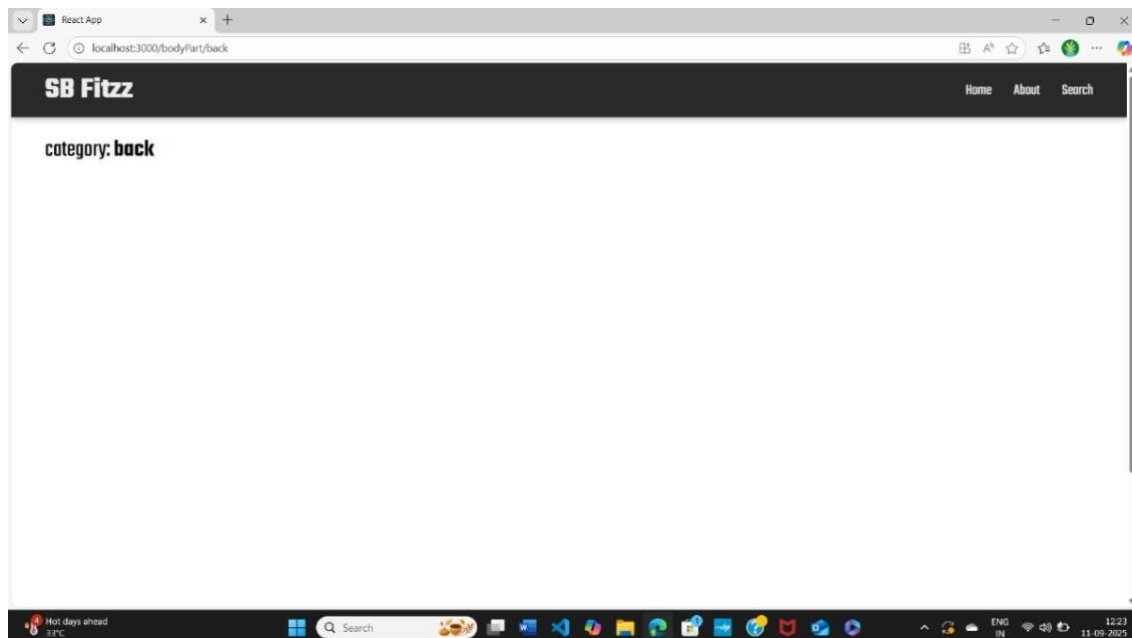 React App
localhost:3000/bodyPart/back
SB Fitzz
Home About Search
category: back
Hot days ahead
33°C
Search
ENG
IN
12:23
11-09-2025